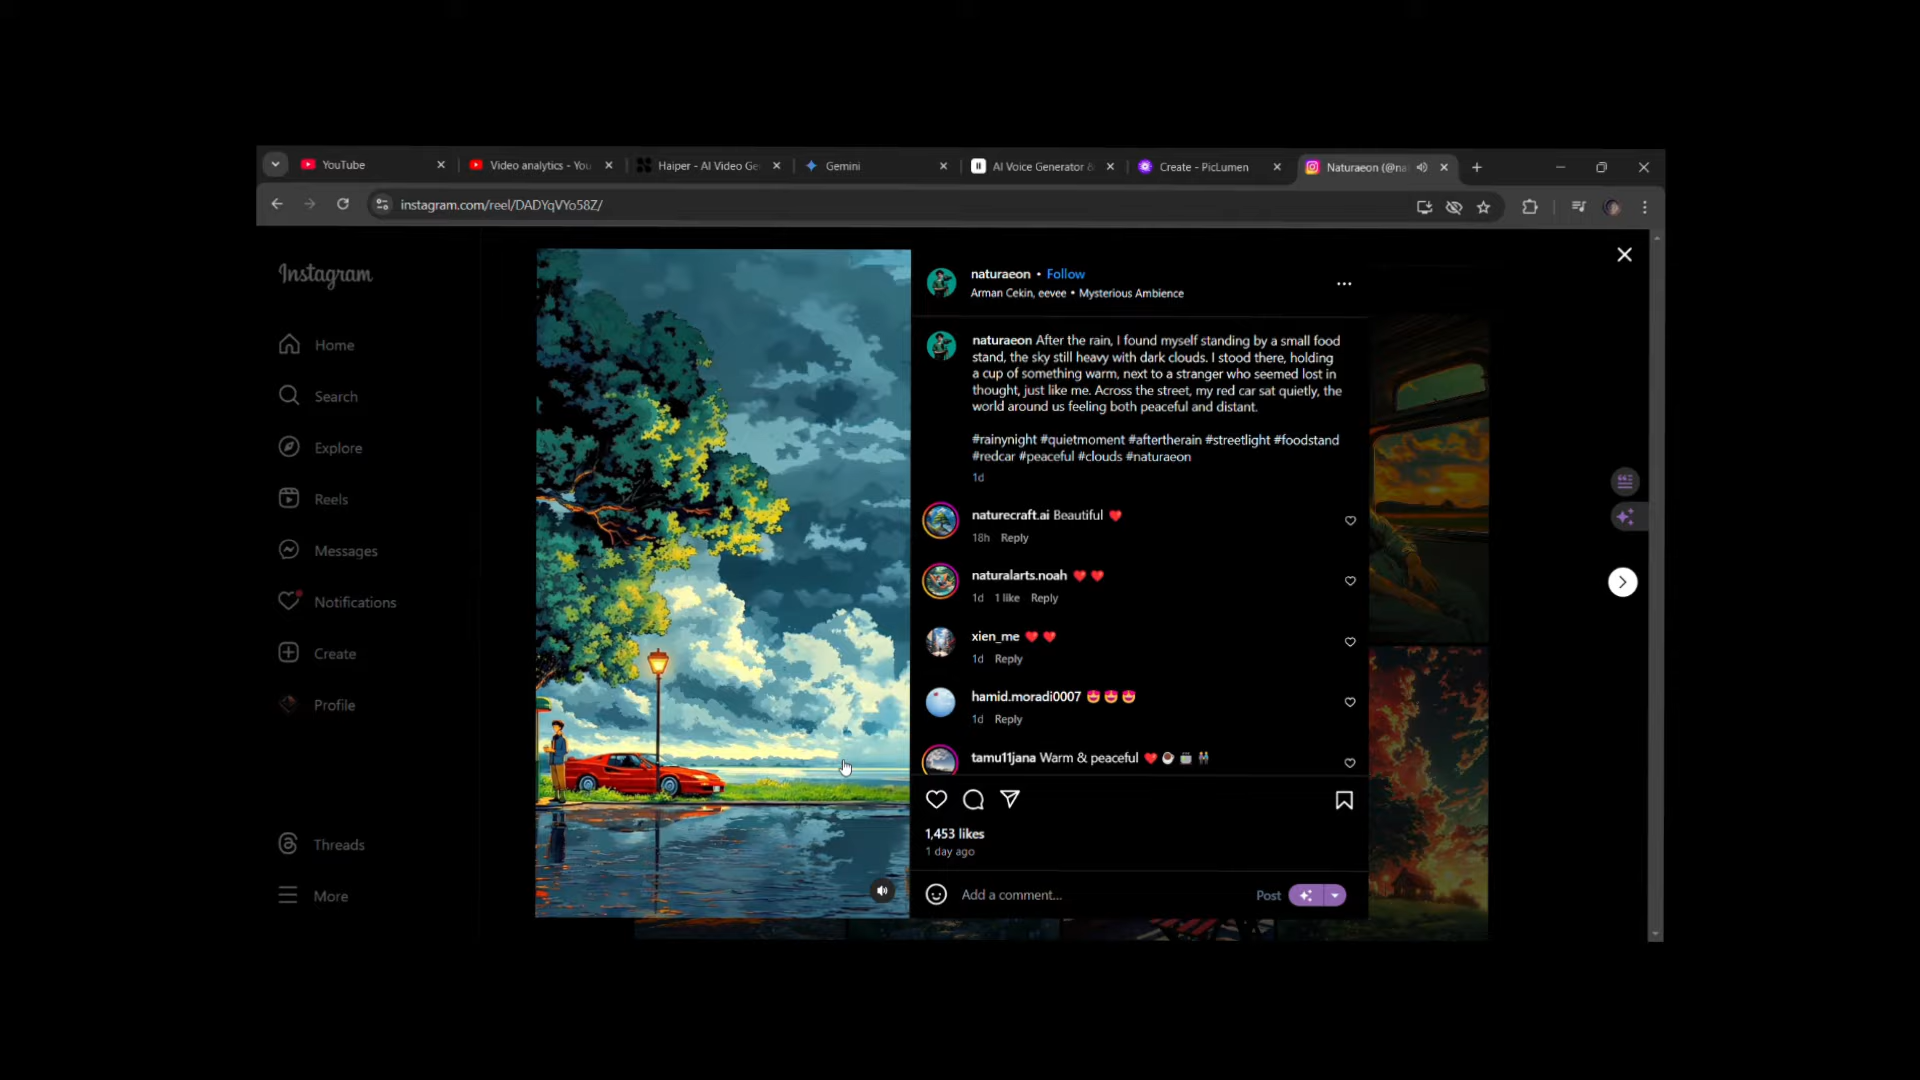 YouTube
Video analytics - You
Haiper - AI Video Ge
Gemini
AI Voice Generator &
Create - PicLumen
Naturaeon (@na
instagram.com/reel/DADYqVYo58Z/
Instagram
Home
Search
Explore
Reels
Messages
Notifications
Create
Profile
Threads
More
naturaeon • Follow
Arman Cekin, eevee • Mysterious Ambience
naturaeon After the rain, I found myself standing by a small food
stand, the sky still heavy with dark clouds. I stood there, holding
a cup of something warm, next to a stranger who seemed lost in
thought, just like me. Across the street, my red car sat quietly, the
world around us feeling both peaceful and distant.
#rainynight #quietmoment #aftertherain #streetlight #foodstand
#redcar #peaceful #clouds #naturaeon
1d
naturecraft.ai Beautiful ❤️
18h Reply
naturalarts.noah ❤️ ❤️
1d 1 like Reply
xien_me ❤️ ❤️
1d Reply
hamid.moradi0007 😍 😍 😍
1d Reply
tamu11jana Warm & peaceful ❤️ ☕ 🍵 👫
1,453 likes
1 day ago
Add a comment...
Post